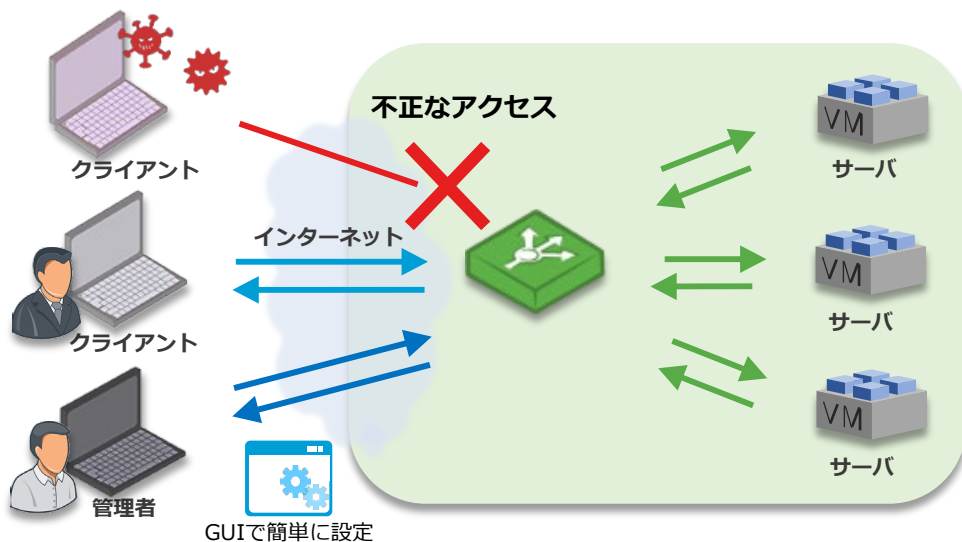 不正なアクセス
VM
クライアント
サーバ
インターネット
VM
クライアント
サーバ
VM
管理者
サーバ
GUIで簡単に設定